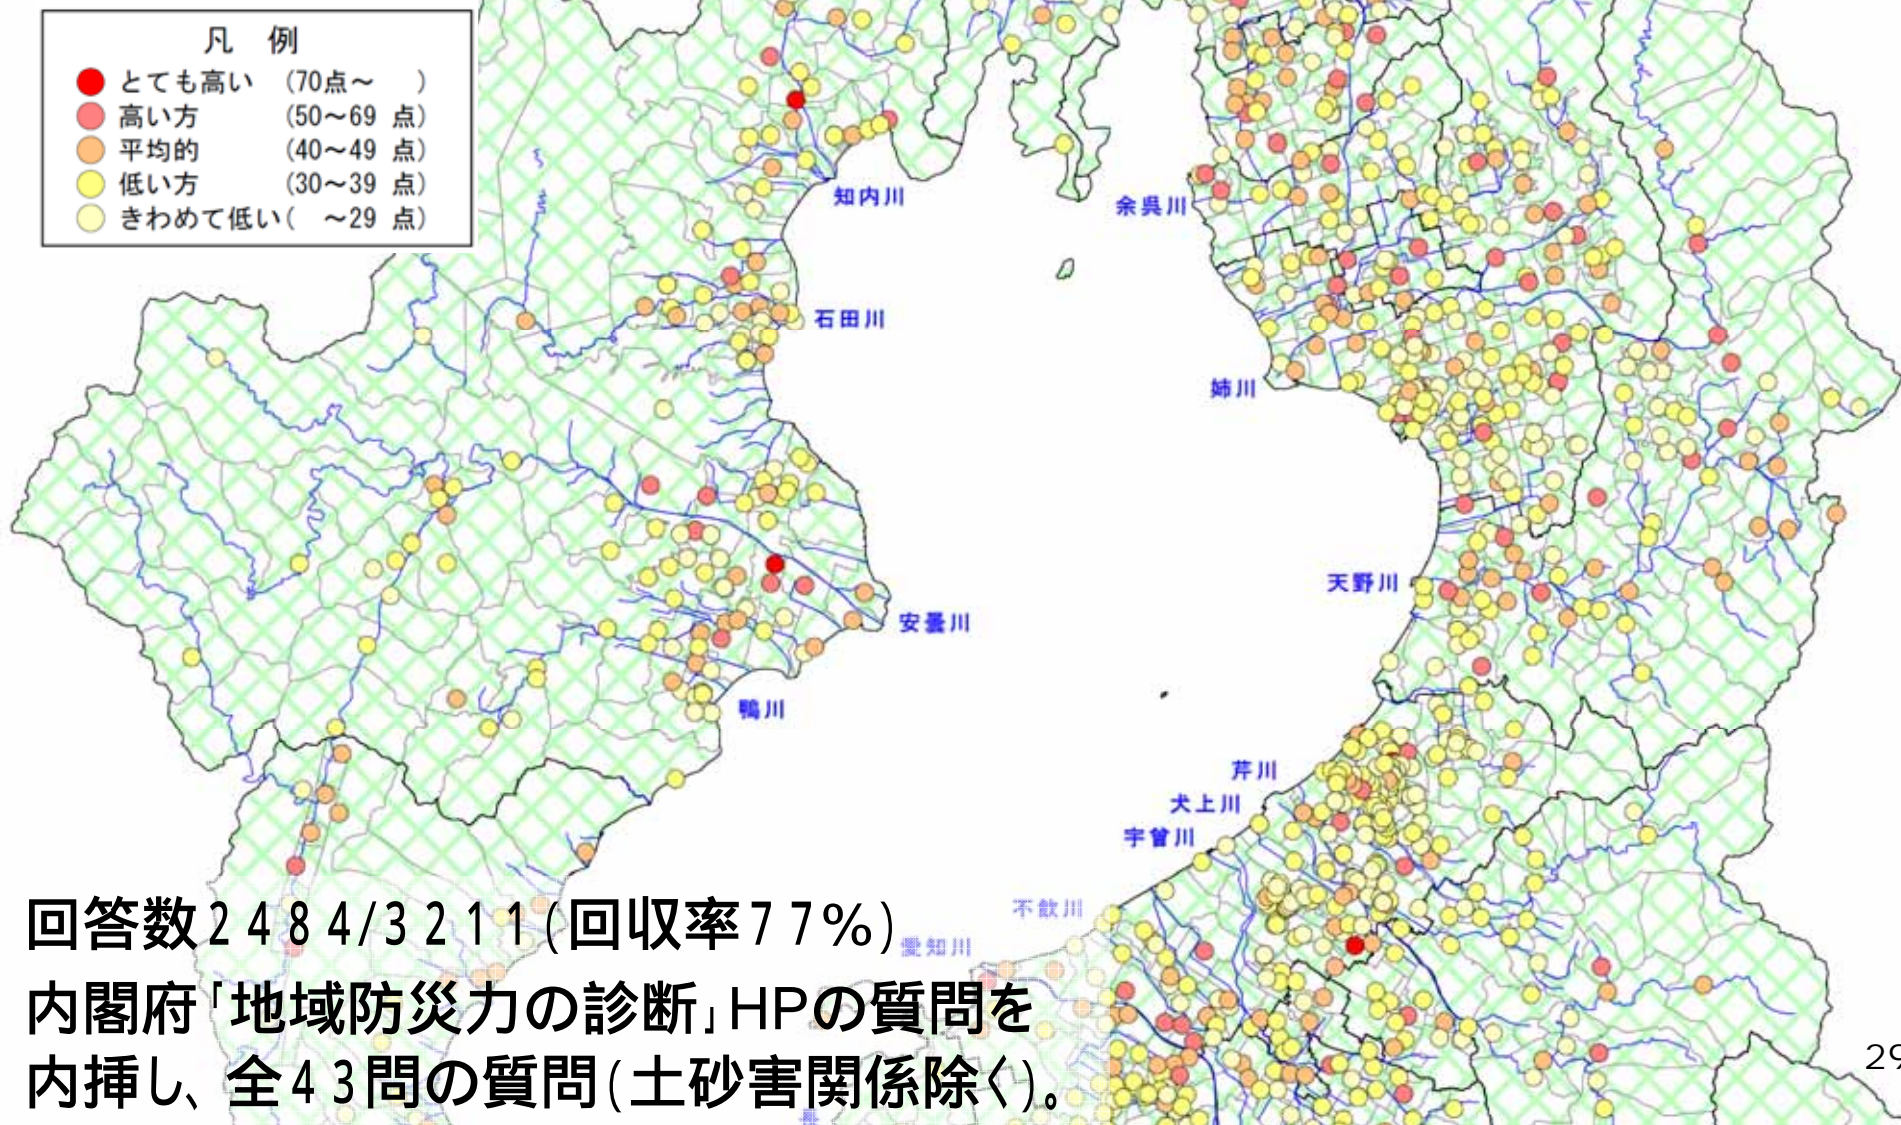 凡 例
とても高い (70点～ )
高い方 (50～69 点)
平均的 (40～49 点)
低い方 (30～39 点)
きわめて低い( ～29 点)
知内川
余呉川
石田川
姉川
天野川
安曇川
鴨川
芹川
犬上川
宇曽川
不飲川
愛知川
回答数2484/3211(回収率77%)
内閣府「地域防災力の診断」HPの質問を
内挿し、全43問の質問(土砂害関係除く)。
29